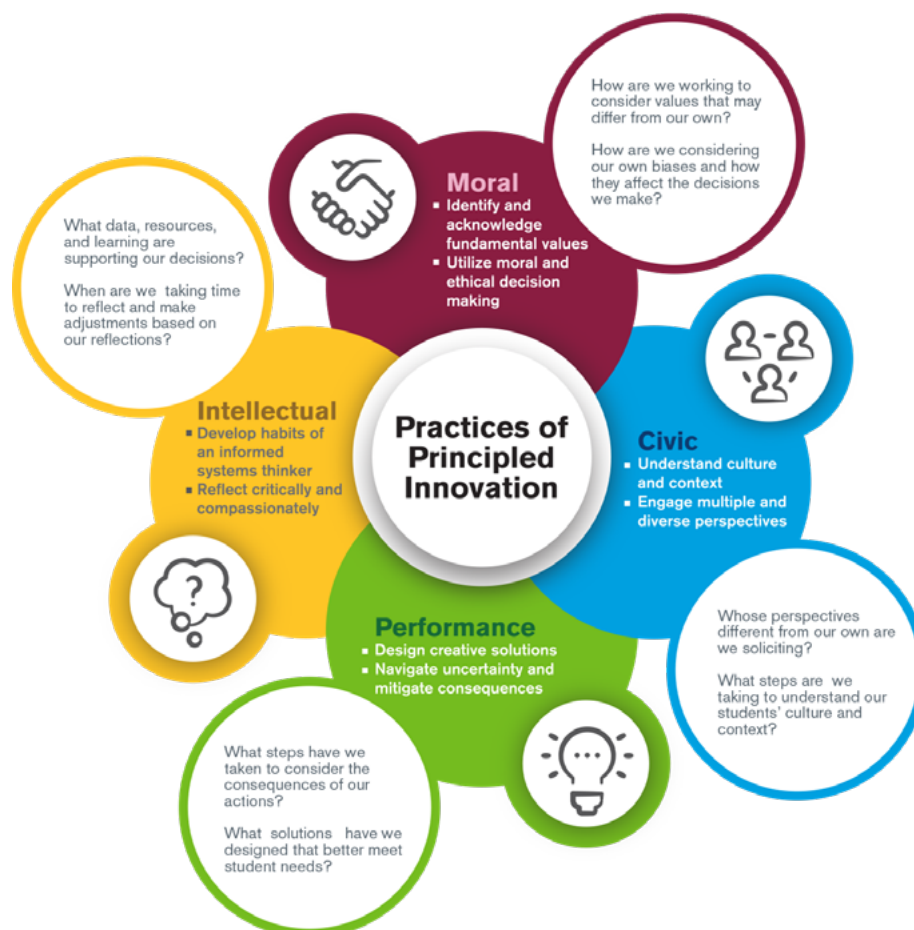 Practices of
Principled
Innovation
Moral
▪ Identify and
acknowledge
fundamental values
▪ Utilize moral and
ethical decision
making
How are we working to
consider values that may
differ from our own?
How are we considering
our own biases and how
they affect the decisions
we make?
Civic
▪ Understand culture
and context
▪ Engage multiple and
diverse perspectives
Whose perspectives
different from our own are
we soliciting?
What steps are we
taking to understand our
students' culture and
context?
Performance
▪ Design creative solutions
▪ Navigate uncertainty and
mitigate consequences
What steps have we
taken to consider the
consequences of our
actions?
What solutions have we
designed that better meet
student needs?
Intellectual
▪ Develop habits of
an informed
systems thinker
▪ Reflect critically and
compassionately
?
What data, resources,
and learning are
supporting our decisions?
When are we taking time
to reflect and make
adjustments based on
our reflections?